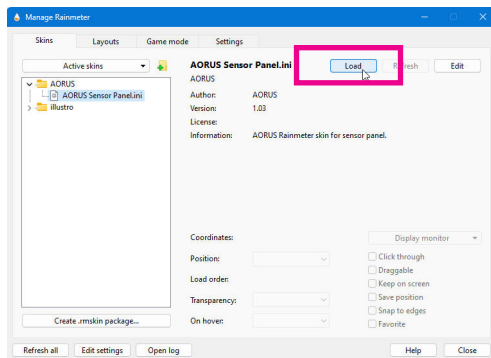 Manage Rainmeter
Skins Layouts Game mode Settings
Active skins
AORUS
AORUS Sensor Panel.ini
illustro
Create .rmskin package...
AORUS Sensor Panel.ini
Load Refresh Edit
AORUS
Author: AORUS
Version: 1.03
License:
Information: AORUS Rainmeter skin for sensor panel.
Coordinates: Display monitor
Position: Click through
Draggable
Load order: Keep on screen
Transparency: Save position
Snap to edges
On hover: Favorite
Refresh all Edit settings Open log Help Close